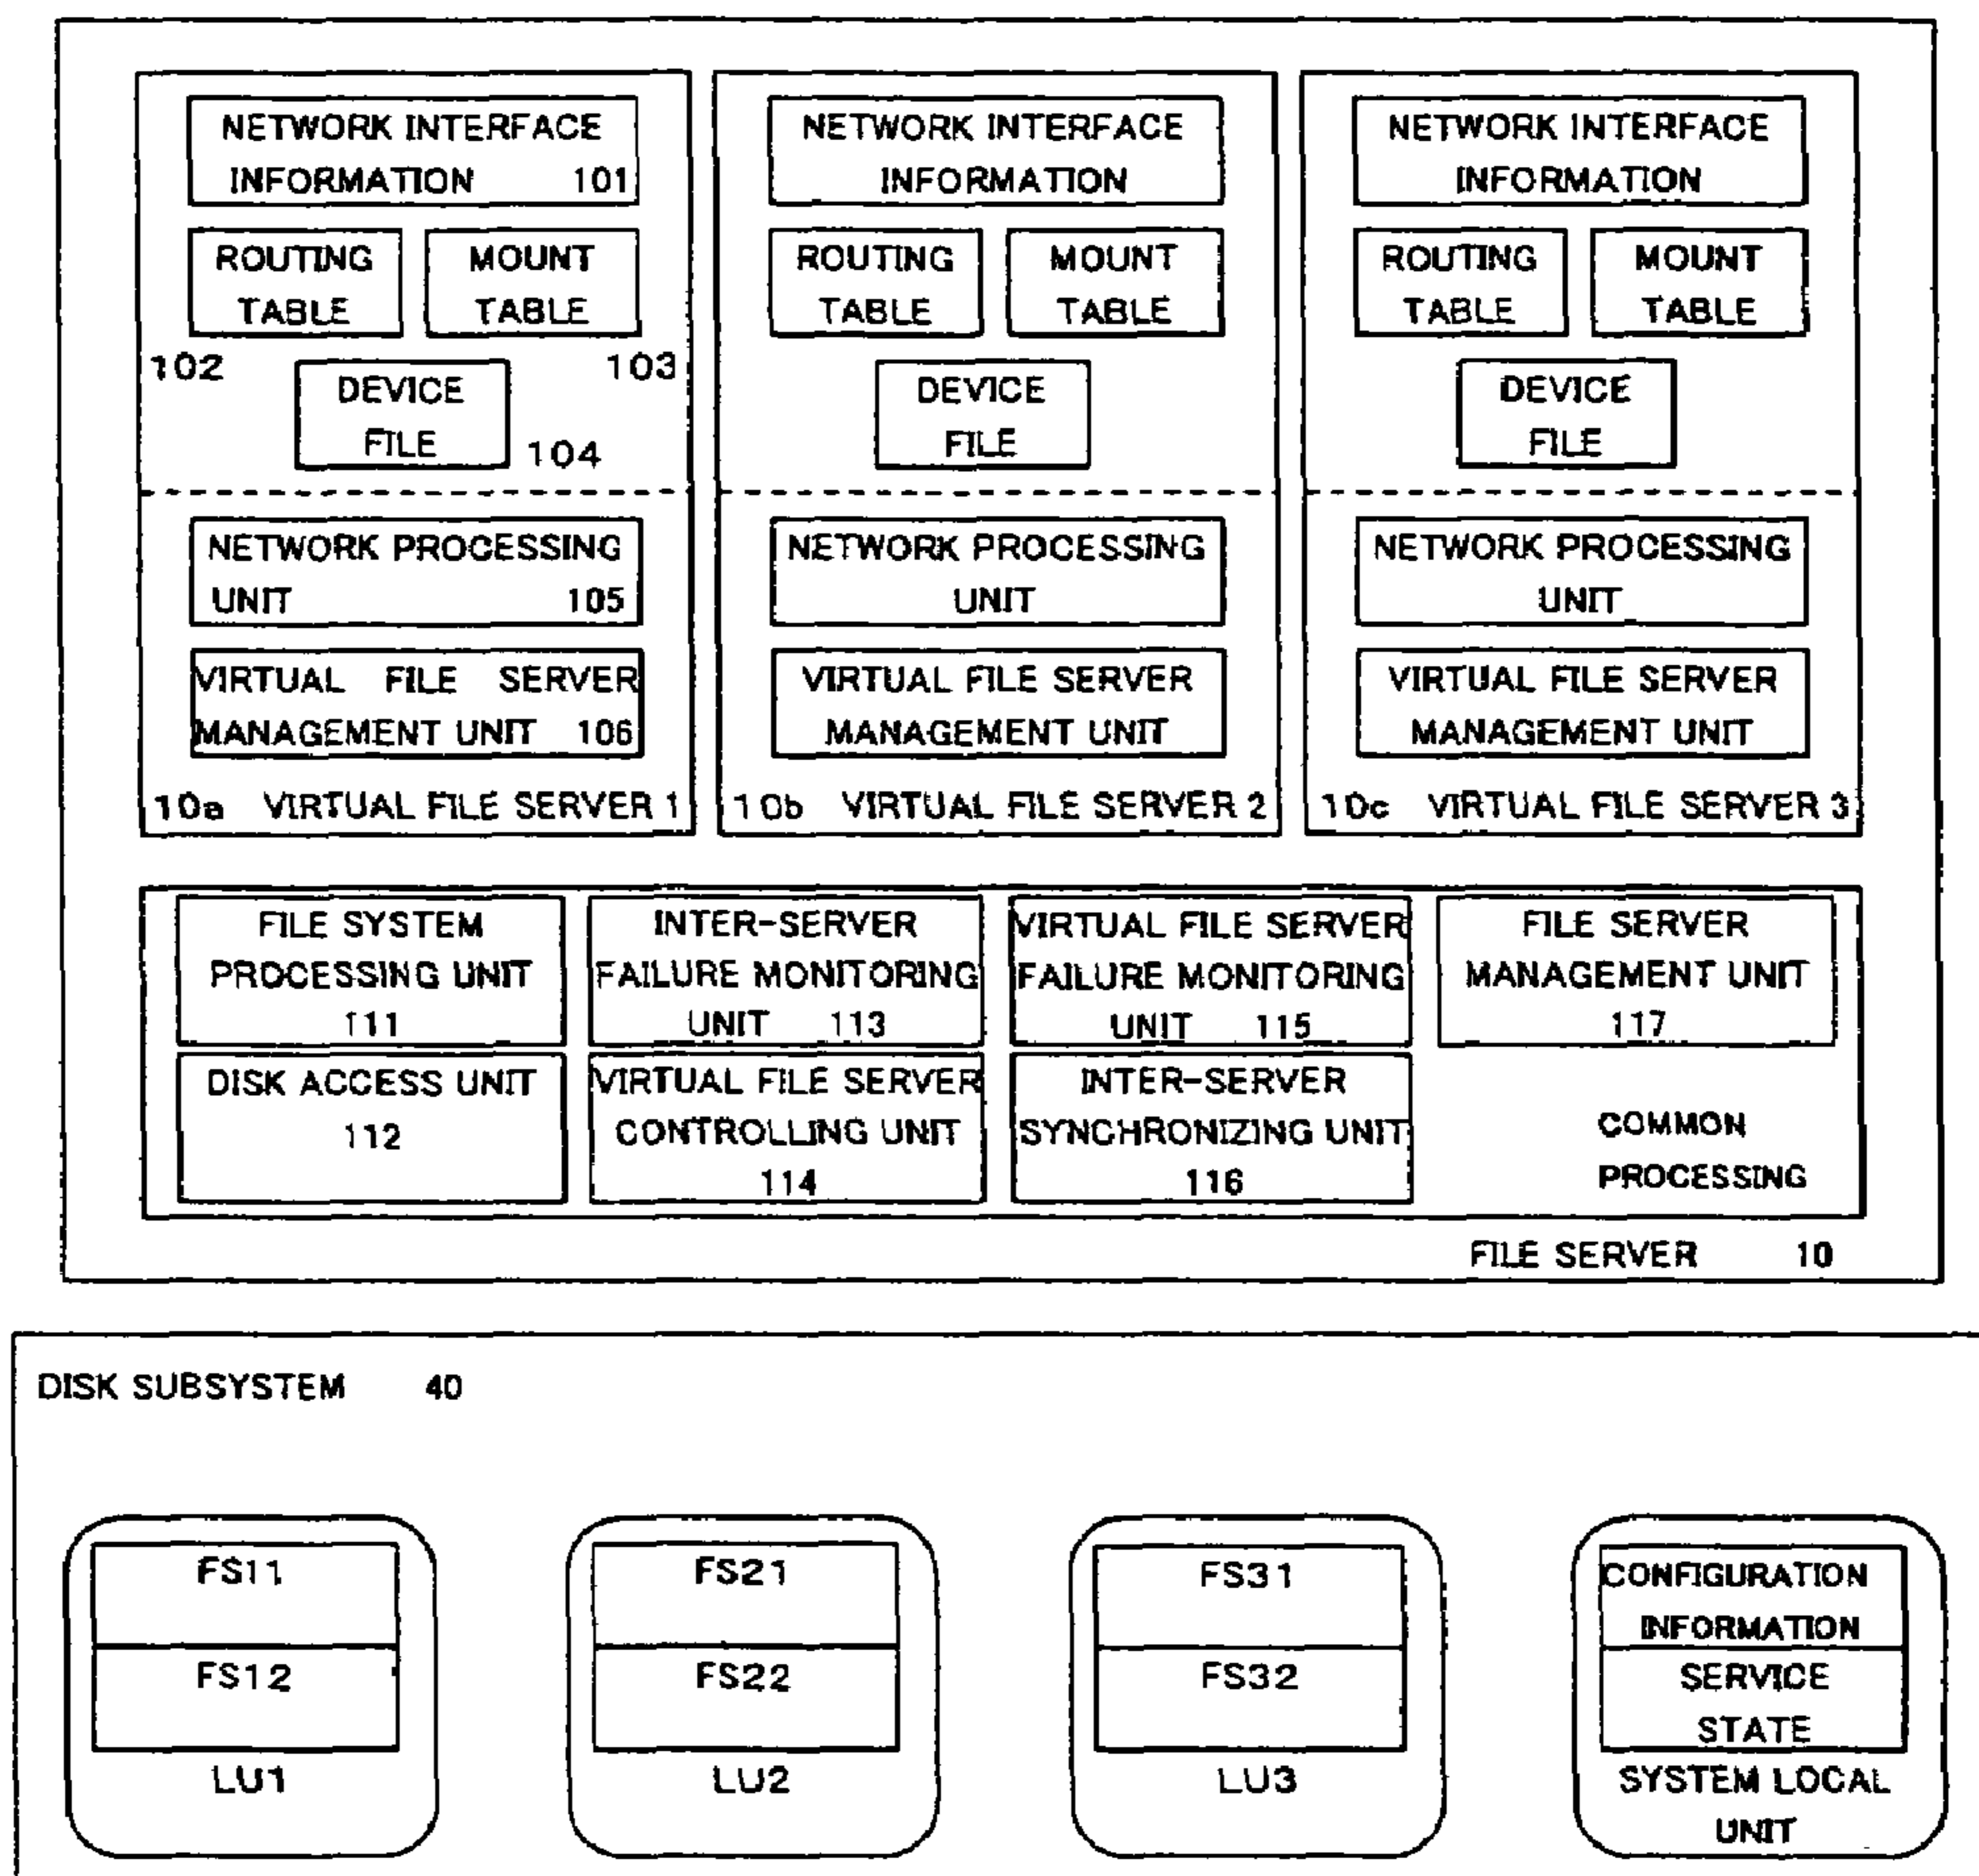 NETWORK INTERFACE
INFORMATION 101
ROUTING
TABLE
MOUNT
TABLE
102
103
DEVICE
FILE
104
NETWORK PROCESSING
UNIT 105
VIRTUAL FILE SERVER
MANAGEMENT UNIT 106
10a VIRTUAL FILE SERVER 1
NETWORK INTERFACE
INFORMATION
ROUTING
TABLE
MOUNT
TABLE
DEVICE
FILE
NETWORK PROCESSING
UNIT
VIRTUAL FILE SERVER
MANAGEMENT UNIT
10b VIRTUAL FILE SERVER 2
NETWORK INTERFACE
INFORMATION
ROUTING
TABLE
MOUNT
TABLE
DEVICE
FILE
NETWORK PROCESSING
UNIT
VIRTUAL FILE SERVER
MANAGEMENT UNIT
10c VIRTUAL FILE SERVER 3
FILE SYSTEM
PROCESSING UNIT
111
INTER-SERVER
FAILURE MONITORING
UNIT 113
VIRTUAL FILE SERVER
FAILURE MONITORING
UNIT 115
FILE SERVER
MANAGEMENT UNIT
117
DISK ACCESS UNIT
112
VIRTUAL FILE SERVER
CONTROLLING UNIT
114
INTER-SERVER
SYNCHRONIZING UNIT
116
COMMON
PROCESSING
FILE SERVER 10
DISK SUBSYSTEM 40
FS11
FS12
LU1
FS21
FS22
LU2
FS31
FS32
LU3
CONFIGURATION
INFORMATION
SERVICE
STATE
SYSTEM LOCAL
UNIT